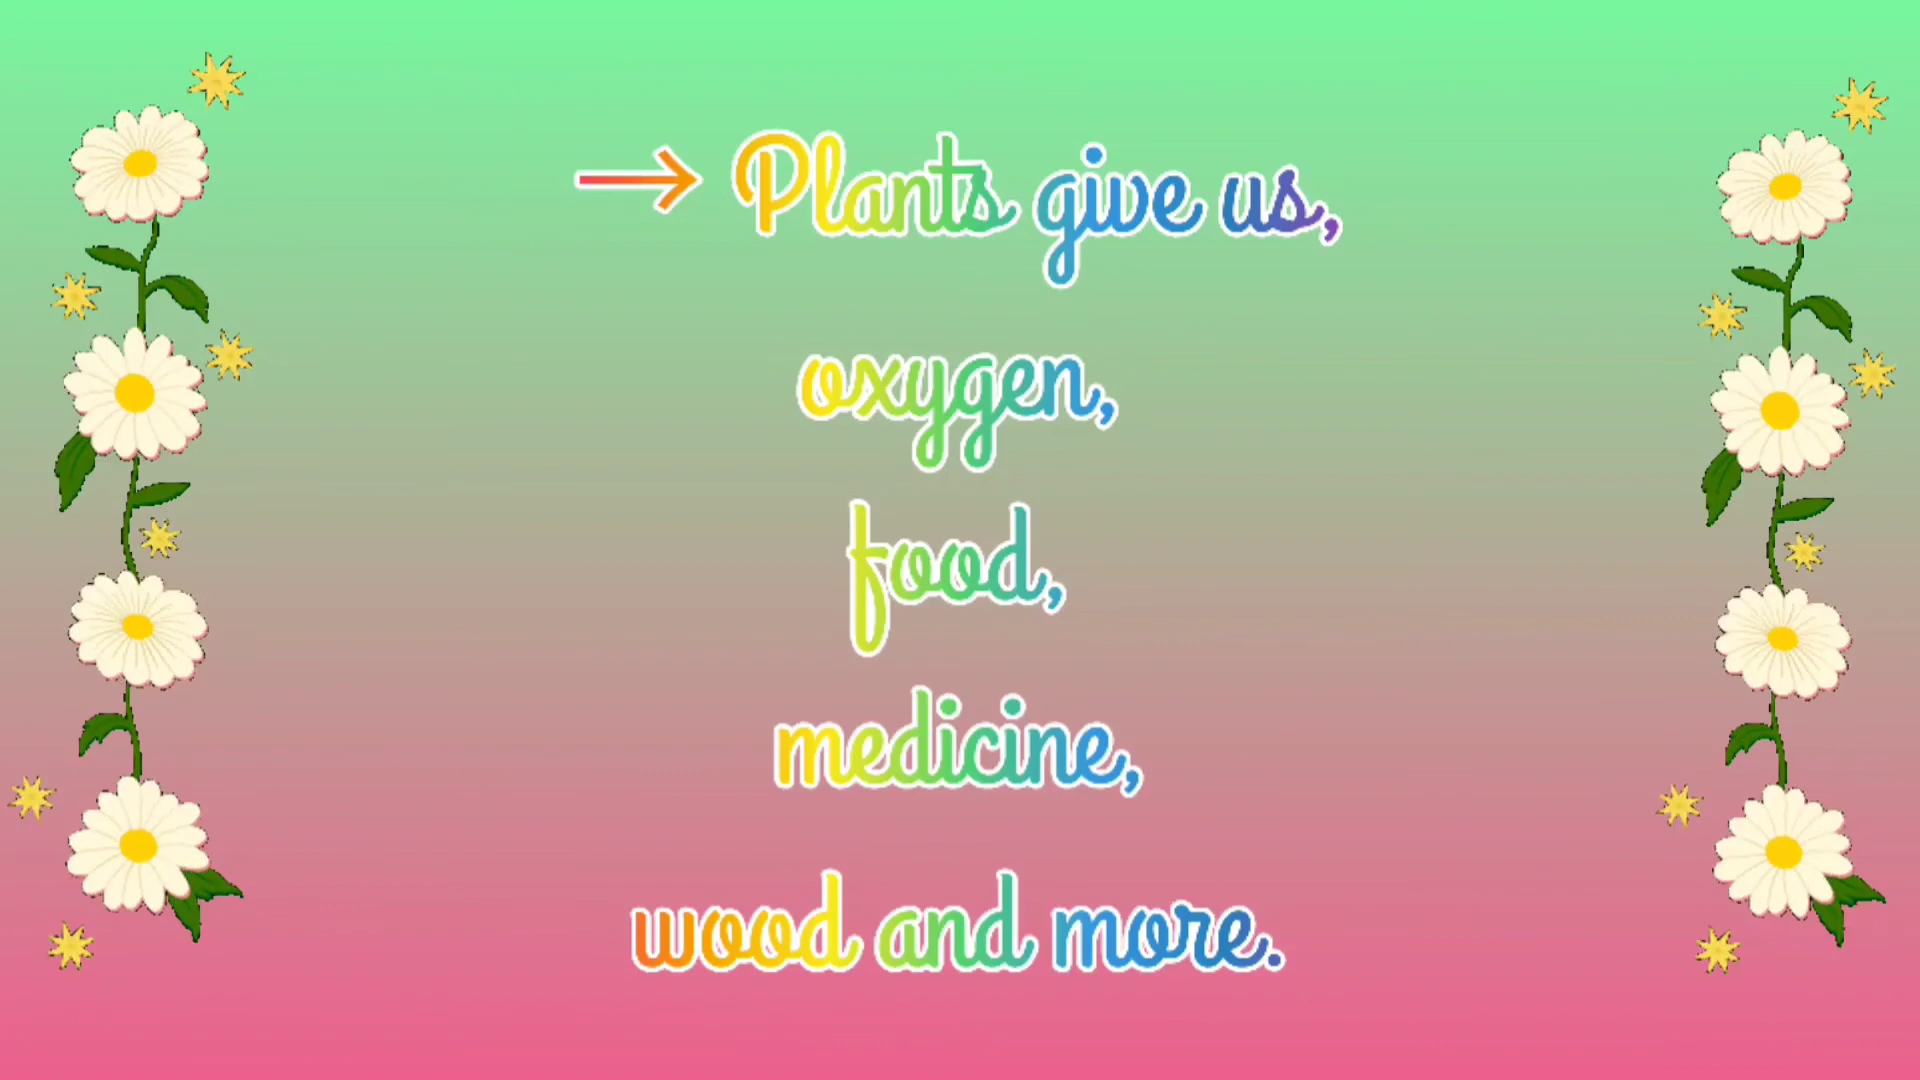 → Plants give us,
oxygen,
food,
medicine,
wood and more.